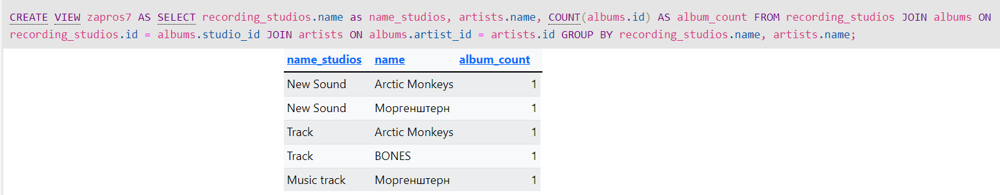 CREATE VIEW zapros7 AS SELECT recording_studios.name as name_studios, artists.name, COUNT(albums.id) AS album_count FROM recording_studios JOIN albums ON
recording_studios.id = albums.studio_id JOIN artists ON albums.artist_id = artists.id GROUP BY recording_studios.name, artists.name;
name_studios name album_count
New Sound Arctic Monkeys 1
New Sound Моргенштерн 1
Track Arctic Monkeys 1
Track BONES 1
Music track Моргенштерн 1